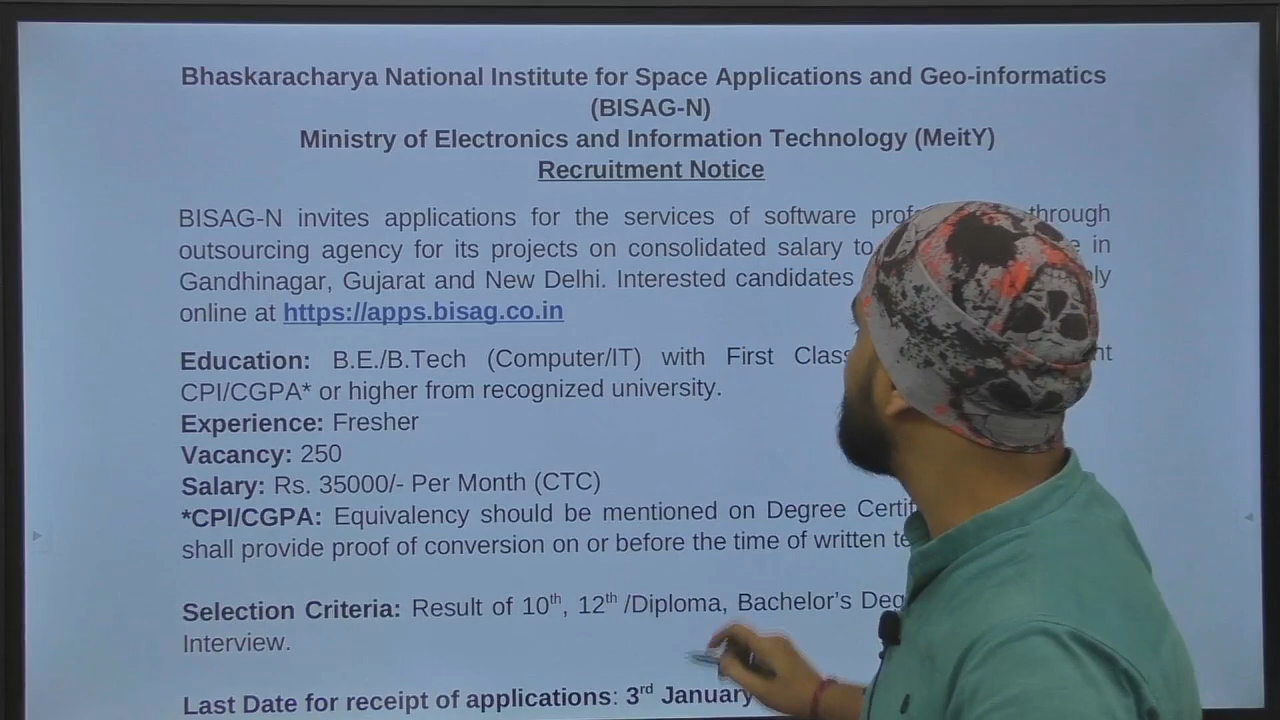 Bhaskaracharya National Institute for Space Applications and Geo-informatics
(BISAG-N)
Ministry of Electronics and Information Technology (MeitY)
Recruitment Notice
BISAG-N invites applications for the services of software through
outsourcing agency for its projects on consolidated salary to in
Gandhinagar, Gujarat and New Delhi. Interested candidates
online at https://apps.bisag.co.in
Education: B.E./B.Tech (Computer/IT) with First
CPI/CGPA* or higher from recognized university.
Experience: Fresher
Vacancy: 250
Salary: Rs. 35000/- Per Month (CTC)
*CPI/CGPA: Equivalency should be mentioned on Degree
shall provide proof of conversion on or before the time of written
Selection Criteria: Result of 10th, 12th /Diploma, Bachelor's
Interview.
Last Date for receipt of applications: 3rd January